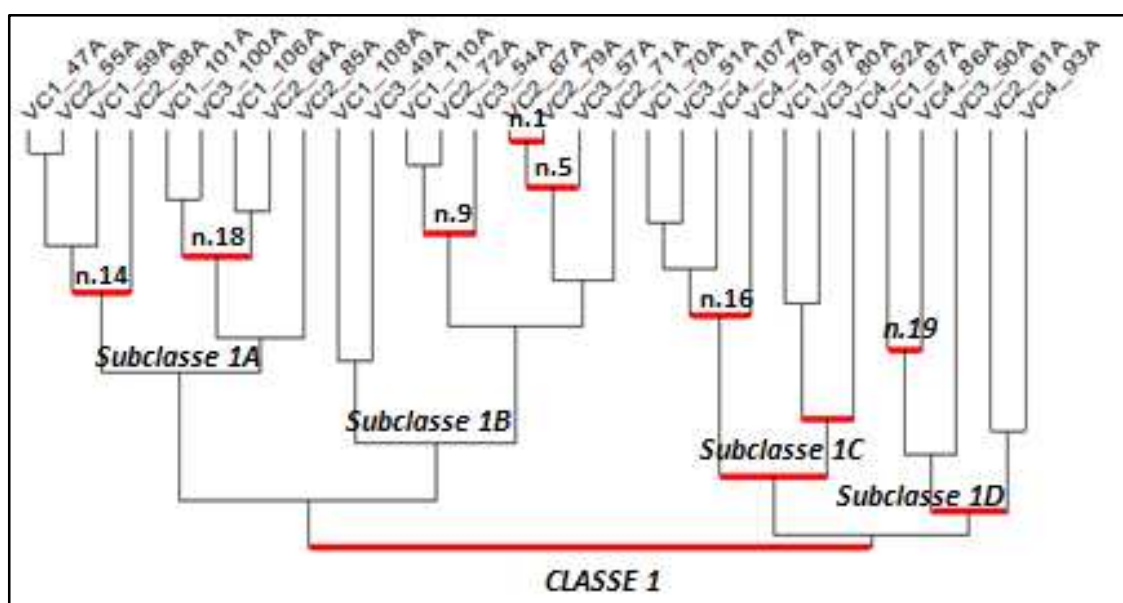 VC1_47A
VC2_55A
VC1_59A
VC2_58A
VC1_101A
VC3_100A
VC1_106A
VC2_64A
VC2_85A
VC1_108A
VC3_49A
VC1_110A
VC2_72A
VC3_54A
VC2_67A
VC2_79A
VC3_57A
VC2_71A
VC1_70A
VC3_51A
VC4_107A
VC4_75A
VC1_97A
VC3_80A
VC4_52A
VC1_87A
VC4_86A
VC3_50A
VC2_61A
VC4_93A
n.1
n.5
n.9
n.18
n.14
n.16
n.19
Subclasse 1A
Subclasse 1B
Subclasse 1C
Subclasse 1D
CLASSE 1